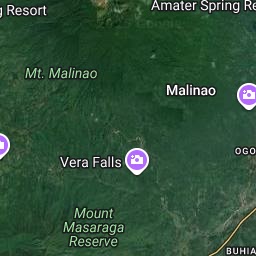 g Resort
Amater Spring Re
Mt. Malinao
Malinao
OGO
Vera Falls
Mount
Masaraga
Reserve
BUHIA